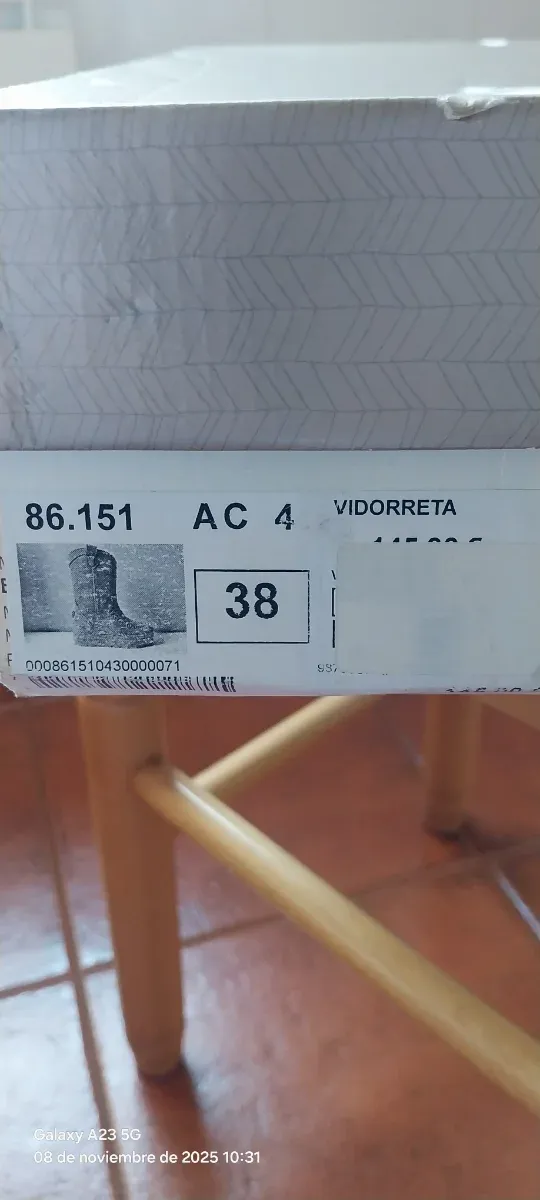 86.151 AC 4 VIDORRETA
38
000861510430000071
Galaxy A23 5G
08 de noviembre de 2025 10:31